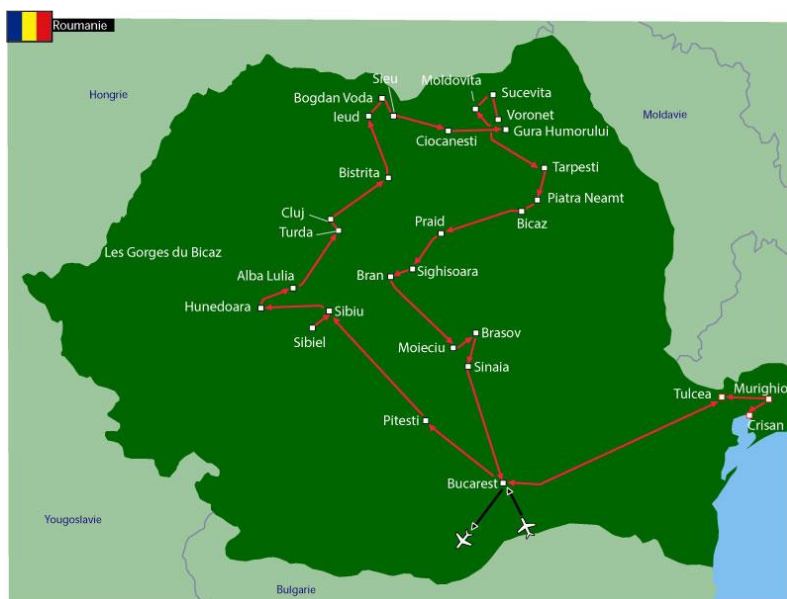 Roumanie
Hongrie
Sieu
Moldovita
Sucevita
Bogdan Voda
Ieud
Voronet
Gura Humorului
Moldavie
Ciocanesti
Bistrita
Tarpesti
Piatra Neamt
Cluj
Bicaz
Turda
Praid
Les Gorges du Bicaz
Alba Lulia
Bran
Sighisoara
Hunedoara
Sibiu
Sibiel
Brasov
Moieciu
Sinaia
Tulcea
Murighio
Crisan
Pitesti
Bucarest
Yougoslavie
Bulgarie